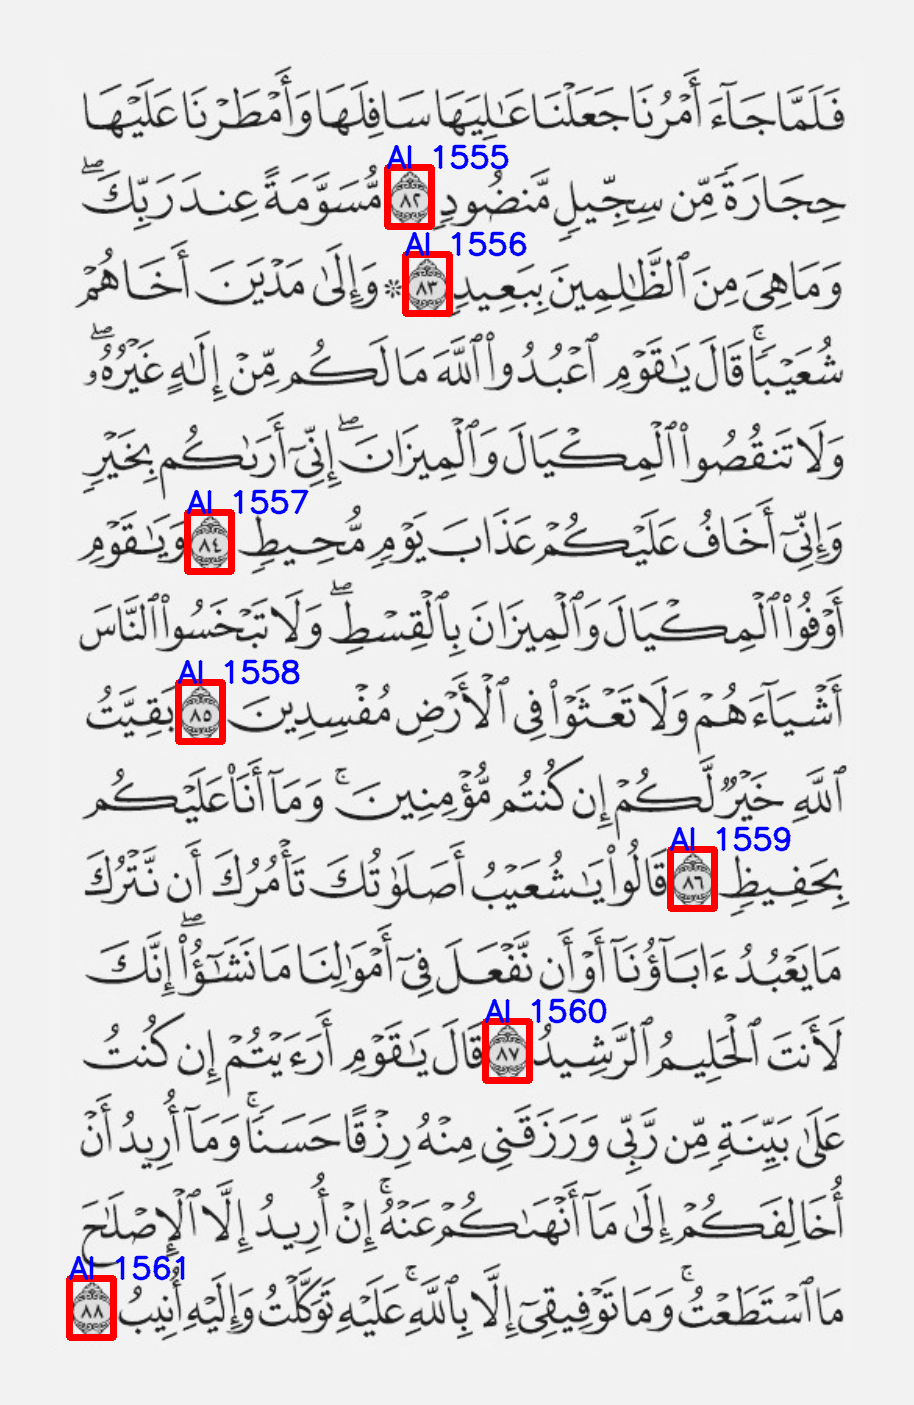 فَلَمَّا جَآءَ أَمْرُنَا جَعَلْنَا عَٰلِيَهَا سَافِلَهَا وَأَمْطَرْنَا عَلَيْهَا
AI 1555
حِجَارَةً مِّن سِجِّيلٍ مَّنضُودٍ ٨٢ مُّسَوَّمَةً عِندَ رَبِّكَۖ
AI 1556
وَمَا هِىَ مِنَ ٱلظَّٰلِمِينَ بِبَعِيدٍ ٨٣ ۞ وَإِلَىٰ مَدْيَنَ أَخَاهُمْ
شُعَيْبًاۚ قَالَ يَٰقَوْمِ ٱعْبُدُوا۟ ٱللَّهَ مَا لَكُم مِّنْ إِلَٰهٍ غَيْرُهُۥۖ
وَلَا تَنقُصُوا۟ ٱلْمِكْيَالَ وَٱلْمِيزَانَۖ إِنِّىٓ أَرَىٰكُم بِخَيْرٍ
AI 1557
وَإِنِّىٓ أَخَافُ عَلَيْكُمْ عَذَابَ يَوْمٍ مُّحِيطٍ ٨٤ وَيَٰقَوْمِ
أَوْفُوا۟ ٱلْمِكْيَالَ وَٱلْمِيزَانَ بِٱلْقِسْطِۖ وَلَا تَبْخَسُوا۟ ٱلنَّاسَ
AI 1558
أَشْيَآءَهُمْ وَلَا تَعْثَوْا۟ فِى ٱلْأَرْضِ مُفْسِدِينَ ٨٥ بَقِيَّتُ
ٱللَّهِ خَيْرٌ لَّكُمْ إِن كُنتُم مُّؤْمِنِينَۚ وَمَآ أَنَا۠ عَلَيْكُم
AI 1559
بِحَفِيظٍ ٨٦ قَالُوا۟ يَٰشُعَيْبُ أَصَلَوٰتُكَ تَأْمُرُكَ أَن نَّتْرُكَ
مَا يَعْبُدُ ءَابَآؤُنَآ أَوْ أَن نَّفْعَلَ فِىٓ أَمْوَٰلِنَا مَا نَشَٰٓؤُا۟ۖ إِنَّكَ
AI 1560
لَأَنتَ ٱلْحَلِيمُ ٱلرَّشِيدُ ٨٧ قَالَ يَٰقَوْمِ أَرَءَيْتُمْ إِن كُنتُ
عَلَىٰ بَيِّنَةٍ مِّن رَّبِّى وَرَزَقَنِى مِنْهُ رِزْقًا حَسَنًاۚ وَمَآ أُرِيدُ أَنْ
أُخَالِفَكُمْ إِلَىٰ مَآ أَنْهَىٰكُمْ عَنْهُۚ إِنْ أُرِيدُ إِلَّا ٱلْإِصْلَٰحَ
AI 1561
مَا ٱسْتَطَعْتُۚ وَمَا تَوْفِيقِىٓ إِلَّا بِٱللَّهِۚ عَلَيْهِ تَوَكَّلْتُ وَإِلَيْهِ أُنِيبُ ٨٨